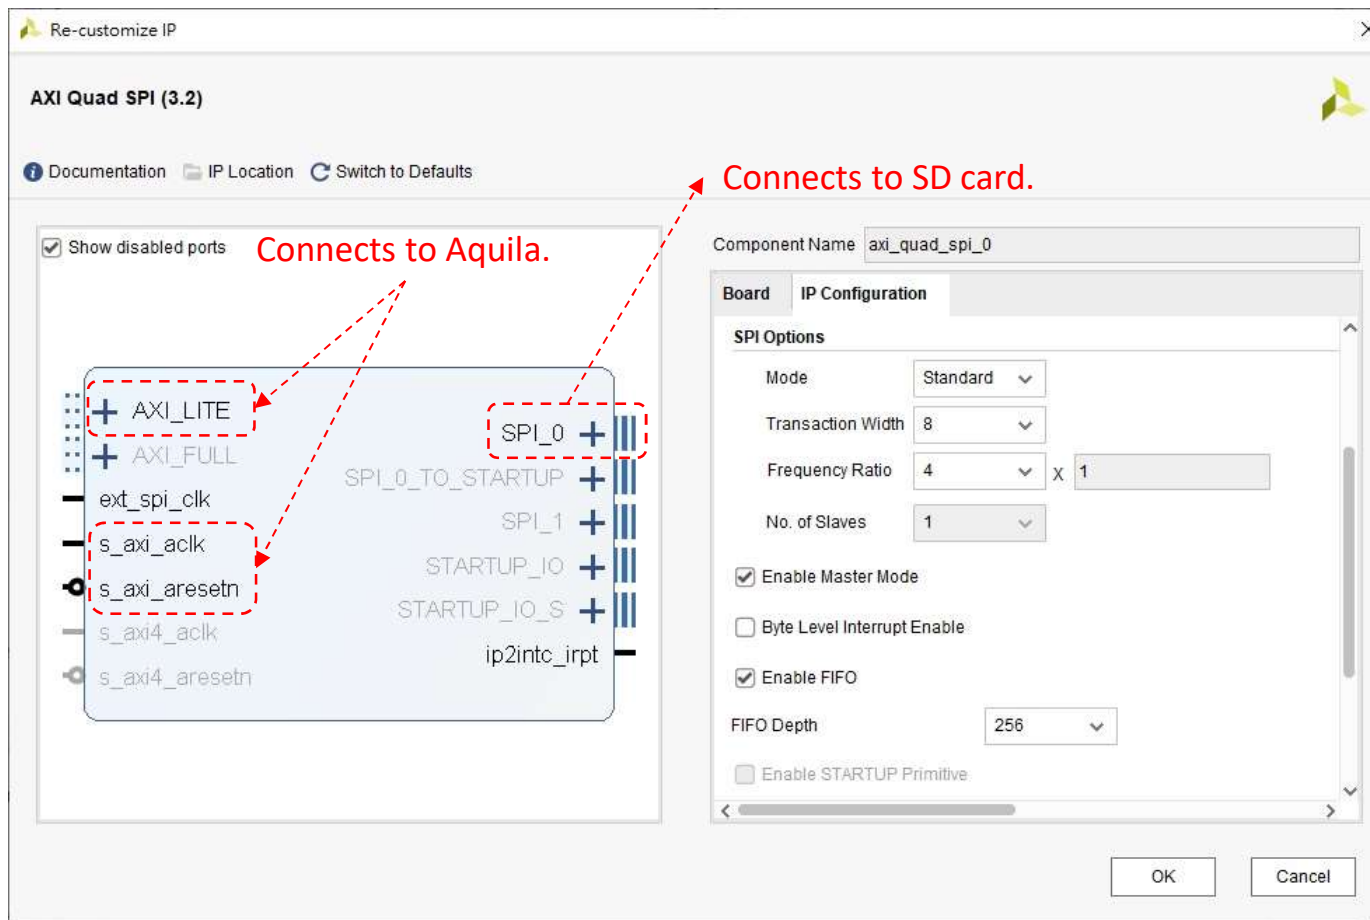 Re-customize IP
AXI Quad SPI (3.2)
Documentation IP Location Switch to Defaults
Connects to SD card.
Show disabled ports
Connects to Aquila.
AXI_LITE
AXI_FULL
ext_spi_clk
s_axi_aclk
s_axi_aresetn
s_axi4_aclk
s_axi4_aresetn
SPI_0
SPI_0_TO_STARTUP
SPI_1
STARTUP_IO
STARTUP_IO_S
ip2intc_irpt
Component Name axi_quad_spi_0
Board IP Configuration
SPI Options
Mode Standard
Transaction Width 8
Frequency Ratio 4 X 1
No. of Slaves 1
Enable Master Mode
Byte Level Interrupt Enable
Enable FIFO
FIFO Depth 256
Enable STARTUP Primitive
OK Cancel